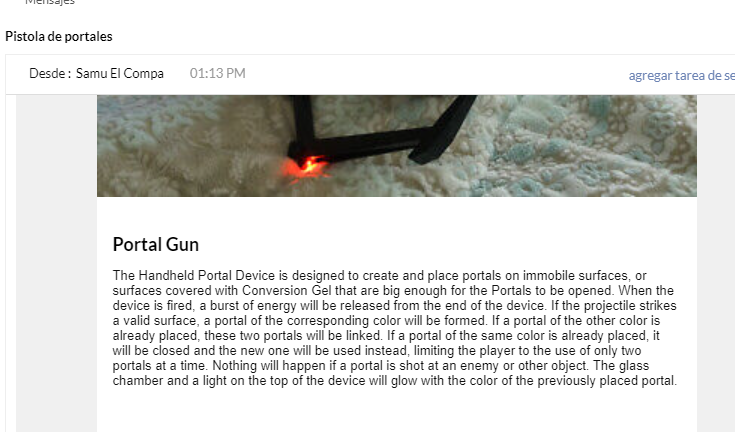 Mensajes
Pistola de portales
Desde : Samu El Compa 01:13 PM
agregar tarea de se
Portal Gun
The Handheld Portal Device is designed to create and place portals on immobile surfaces, or
surfaces covered with Conversion Gel that are big enough for the Portals to be opened. When the
device is fired, a burst of energy will be released from the end of the device. If the projectile strikes
a valid surface, a portal of the corresponding color will be formed. If a portal of the other color is
already placed, these two portals will be linked. If a portal of the same color is already placed, it
will be closed and the new one will be used instead, limiting the player to the use of only two
portals at a time. Nothing will happen if a portal is shot at an enemy or other object. The glass
chamber and a light on the top of the device will glow with the color of the previously placed portal.